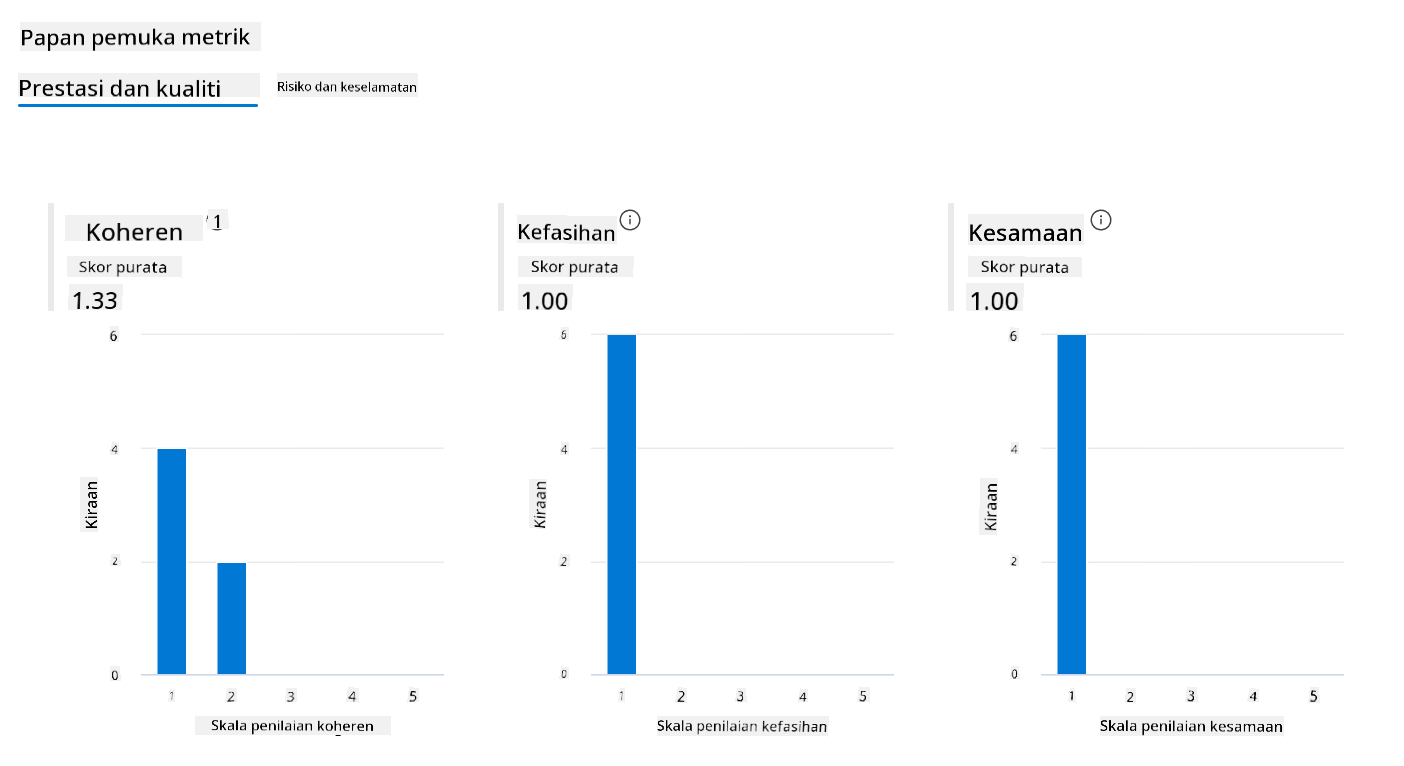 Papan pemuka metrik
Prestasi dan kualiti
Risiko dan keselamatan
Koheren
1
Skor purata
1.33
6
4
2
0
Kiraan
1 2 3 4 5
Skala penilaian koheren
Kefasihan
Skor purata
1.00
6
4
2
0
Kiraan
1 2 3 4 5
Skala penilaian kefasihan
Kesamaan
Skor purata
1.00
6
4
2
0
Kiraan
1 2 3 4 5
Skala penilaian kesamaan